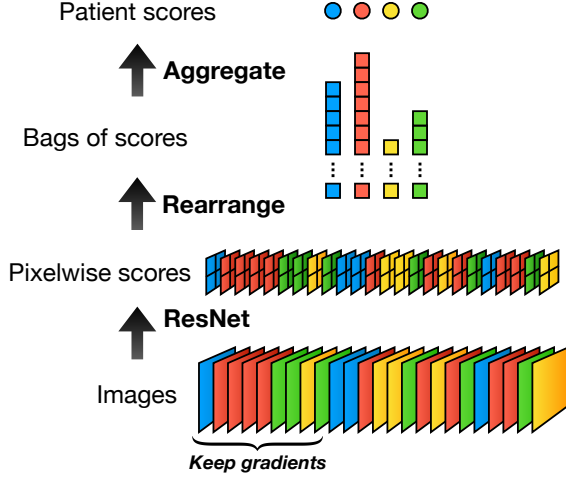 Patient scores
Aggregate
Bags of scores
Rearrange
Pixelwise scores
ResNet
Images
Keep gradients